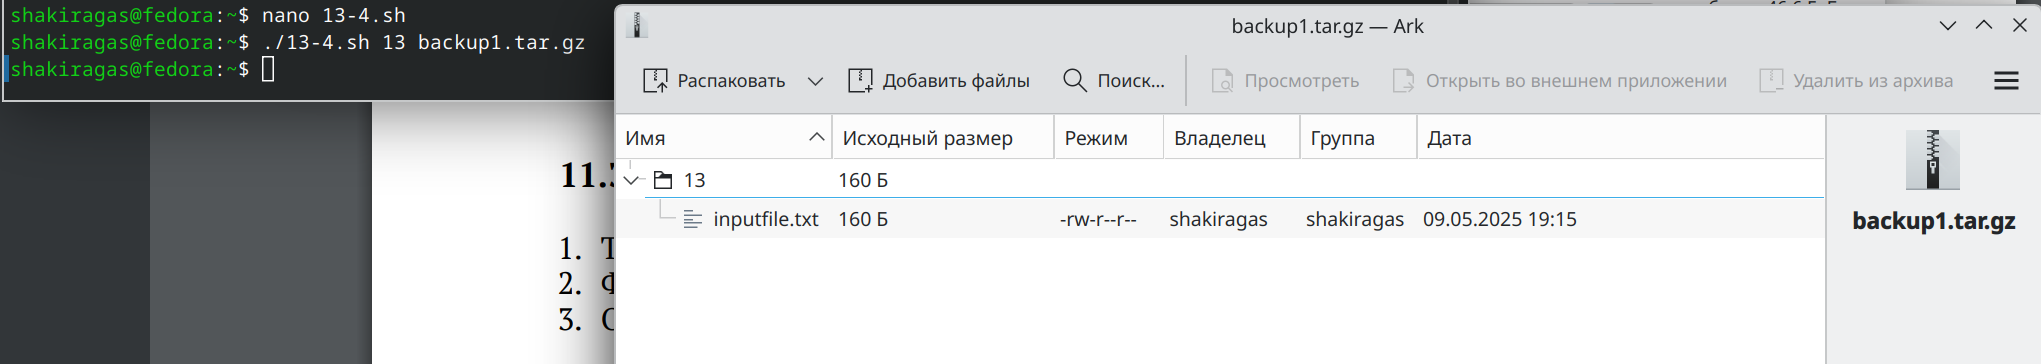 shakiragas@fedora:~$ nano 13-4.sh
shakiragas@fedora:~$ ./13-4.sh 13 backup1.tar.gz
shakiragas@fedora:~$
backup1.tar.gz — Ark
Распаковать Добавить файлы Поиск... Просмотреть Открыть во внешнем приложении Удалить из архива
Имя Исходный размер Режим Владелец Группа Дата
13 160 Б
inputfile.txt 160 Б -rw-r--r-- shakiragas shakiragas 09.05.2025 19:15
backup1.tar.gz
11.
1.
2.
3.